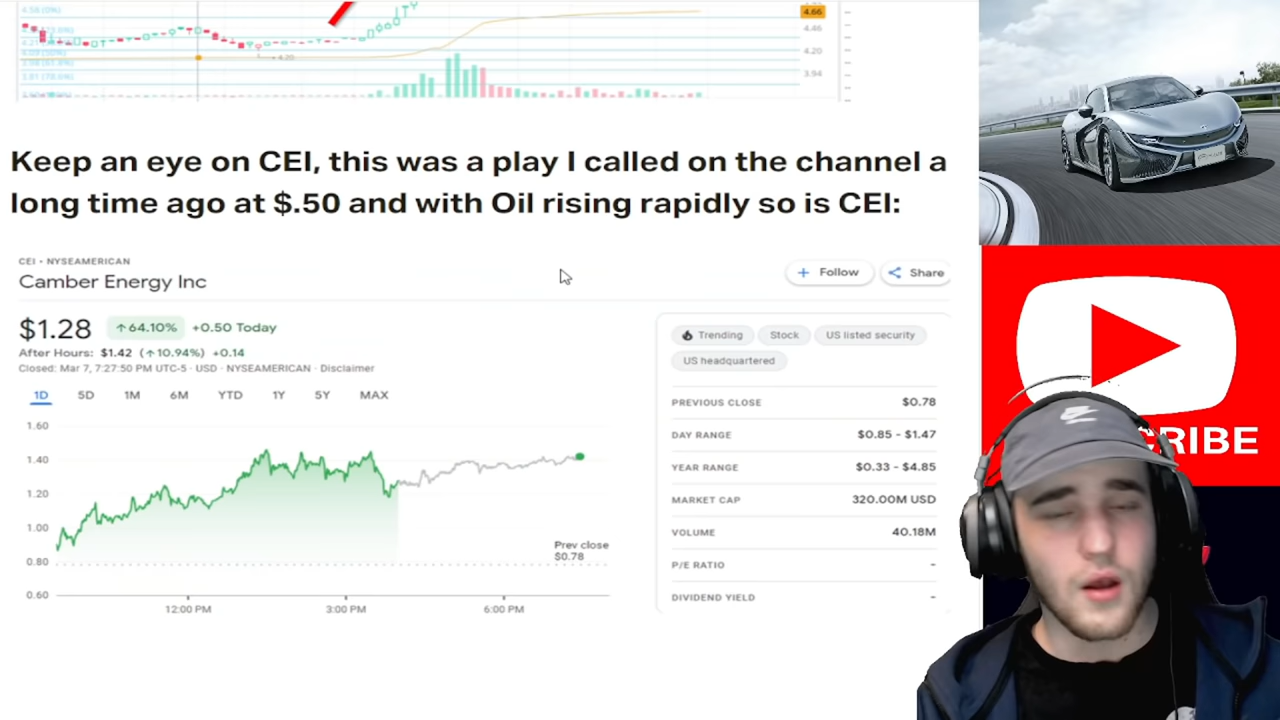 4.56 (0%)
4.66
4.46
4.20
4.20
3.94
Keep an eye on CEI, this was a play I called on the channel a
long time ago at $.50 and with Oil rising rapidly so is CEI:
CEI • NYSEAMERICAN
Camber Energy Inc
+ Follow
Share
$1.28
↑64.10%
+0.50 Today
After Hours: $1.42 (↑10.94%) +0.14
Closed: Mar 7, 7:27:50 PM UTC-5 · USD · NYSEAMERICAN · Disclaimer
1D 5D 1M 6M YTD 1Y 5Y MAX
1.60
1.40
1.20
1.00
0.80
0.60
Prev close
$0.78
12:00 PM 3:00 PM 6:00 PM
Trending
Stock
US listed security
US headquartered
PREVIOUS CLOSE $0.78
DAY RANGE $0.85 - $1.47
YEAR RANGE $0.33 - $4.85
MARKET CAP 320.00M USD
VOLUME 40.18M
P/E RATIO -
DIVIDEND YIELD -
CRIBE